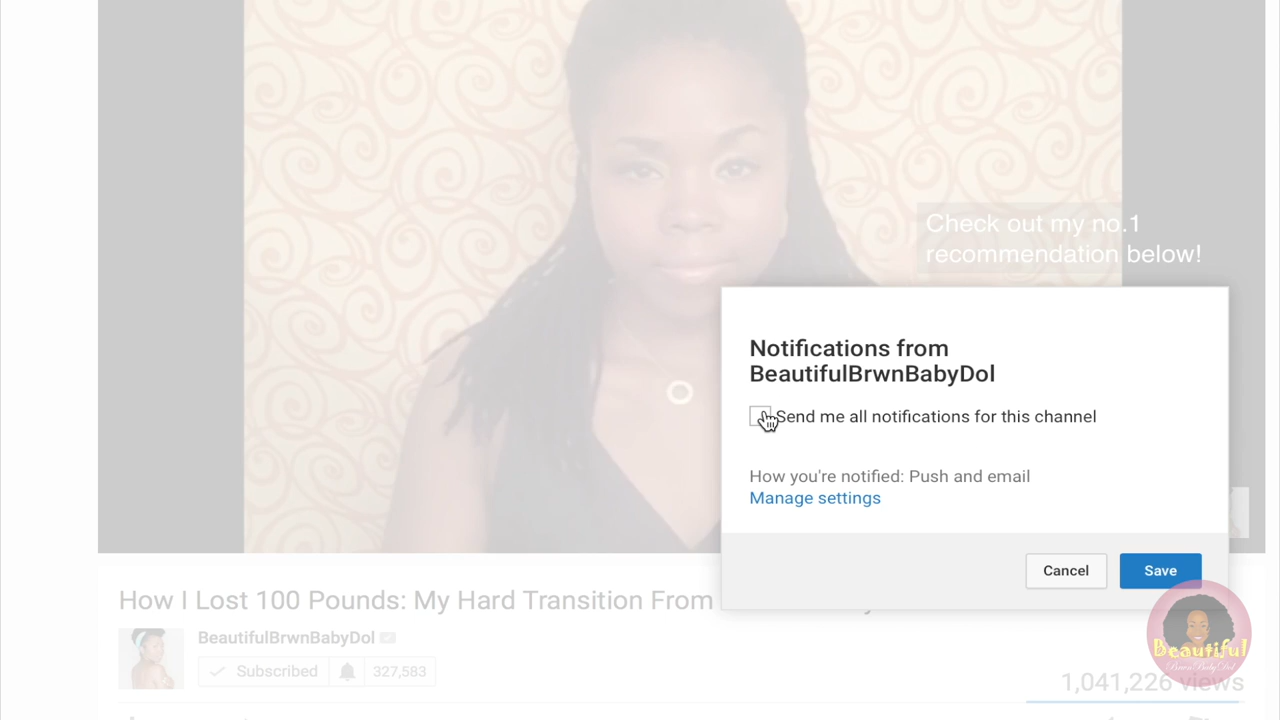 Check out my no.1
recommendation below!
Notifications from
BeautifulBrwnBabyDol
Send me all notifications for this channel
How you're notified: Push and email
Manage settings
Cancel
Save
How I Lost 100 Pounds: My Hard Transition From
BeautifulBrwnBabyDol
Subscribed
327,583
Beautiful
BrwnBabyDol
1,041,226 views